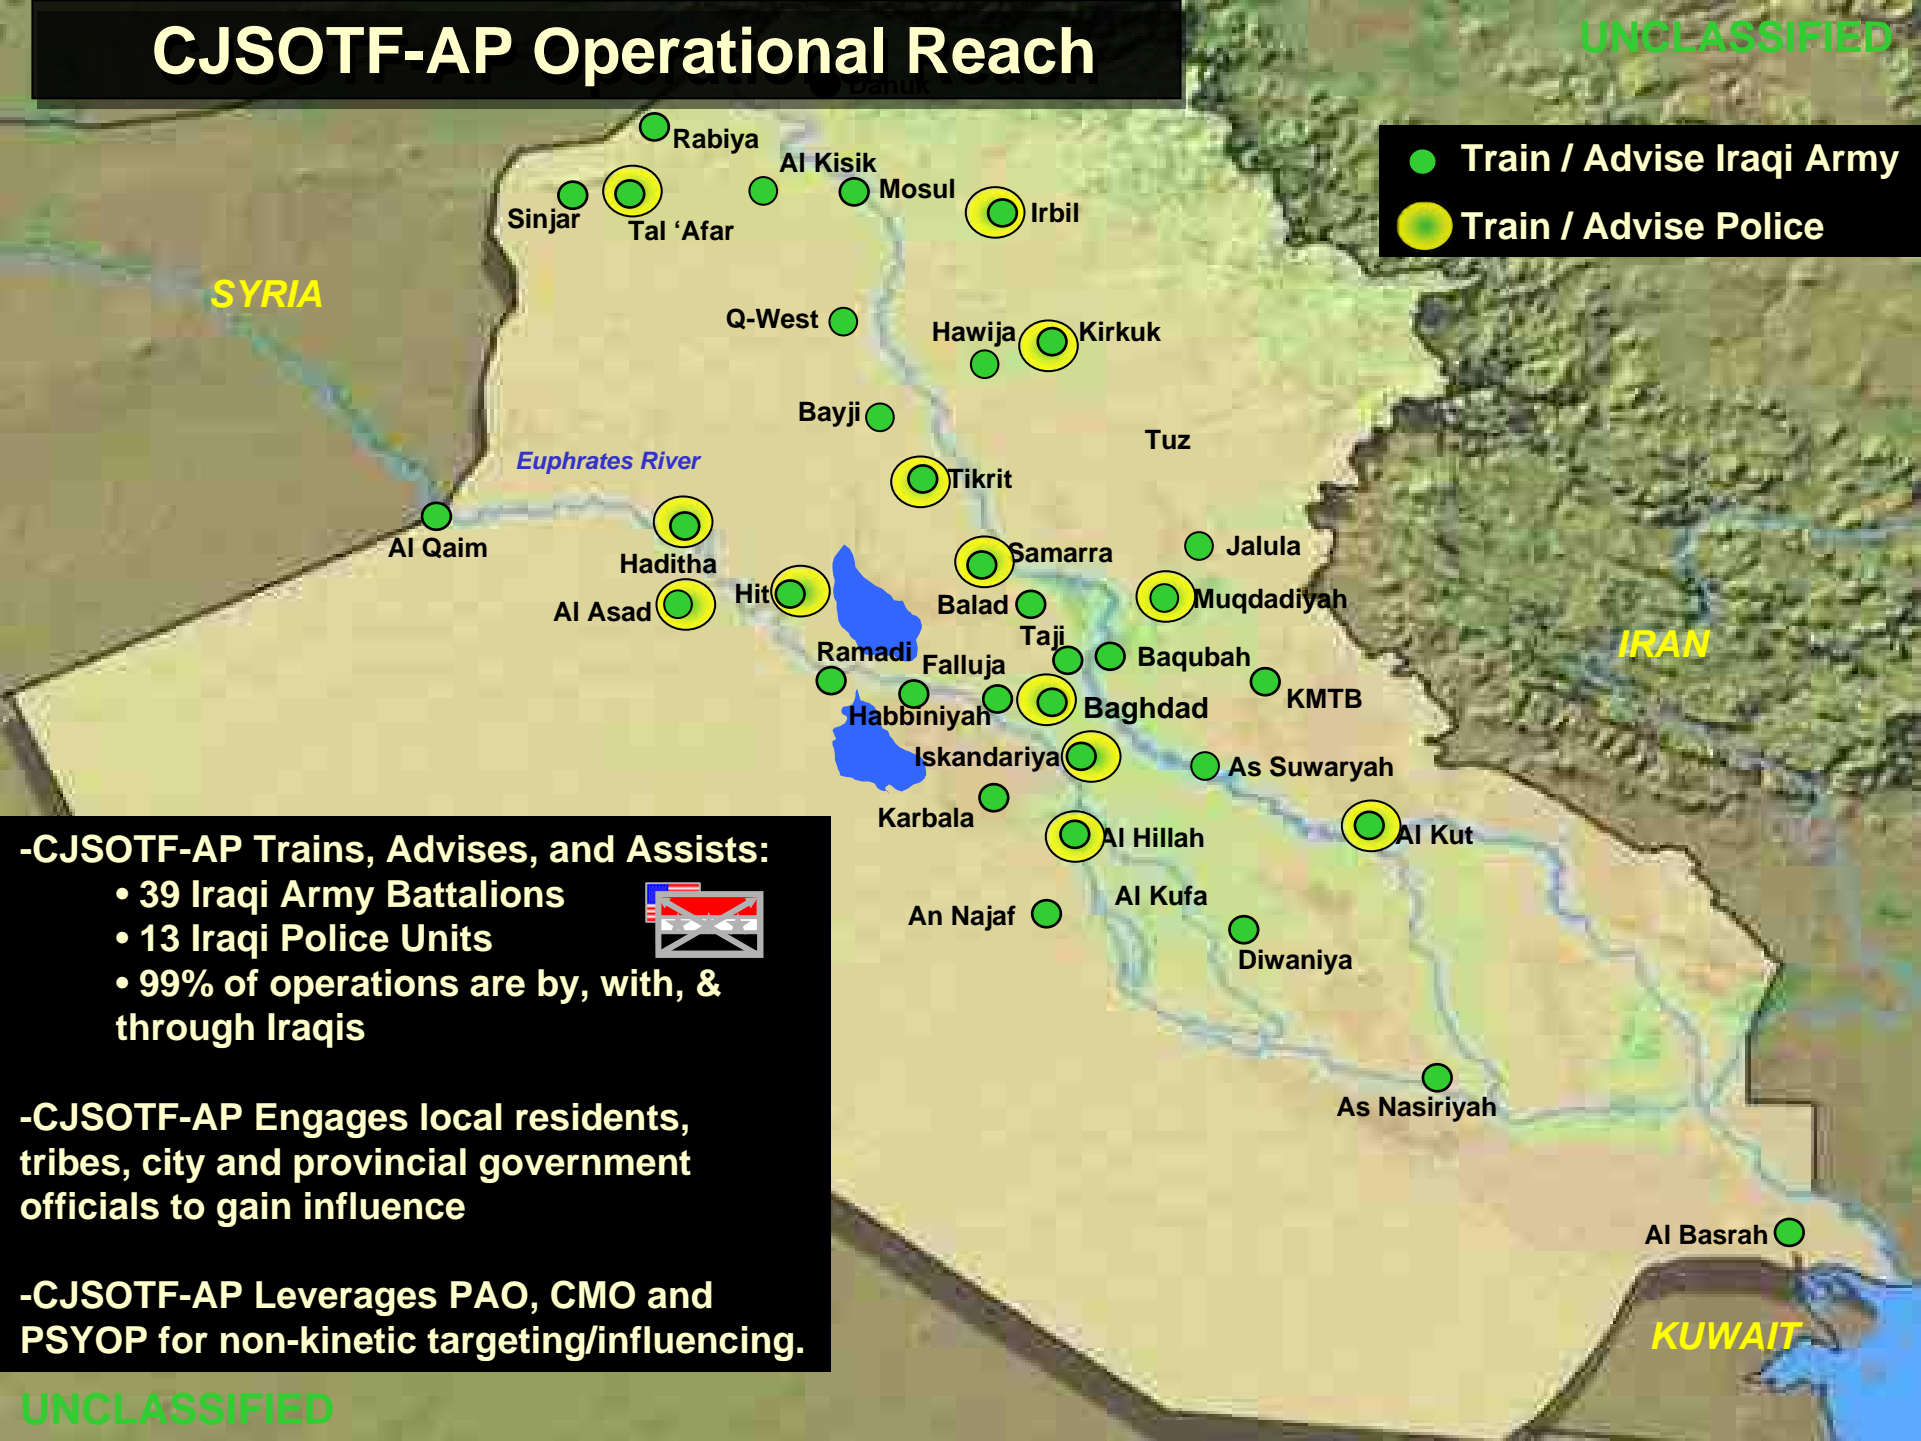 CJSOTF-AP Operational Reach
UNCLASSIFIED
Dahuk
Train / Advise Iraqi Army
Train / Advise Police
Rabiya
Al Kisik
Mosul
Sinjar
Tal ‘Afar
Irbil
SYRIA
Q-West
Hawija
Kirkuk
Bayji
Tuz
Euphrates River
Tikrit
Al Qaim
Haditha
Samarra
Jalula
Al Asad
Hit
Balad
Muqdadiyah
Taji
IRAN
Ramadi
Falluja
Baqubah
KMTB
Habbiniyah
Baghdad
Iskandariya
As Suwaryah
Karbala
Al Hillah
Al Kut
An Najaf
Al Kufa
Diwaniya
As Nasiriyah
Al Basrah
KUWAIT
-CJSOTF-AP Trains, Advises, and Assists:
• 39 Iraqi Army Battalions
• 13 Iraqi Police Units
• 99% of operations are by, with, &
through Iraqis
-CJSOTF-AP Engages local residents,
tribes, city and provincial government
officials to gain influence
-CJSOTF-AP Leverages PAO, CMO and
PSYOP for non-kinetic targeting/influencing.
UNCLASSIFIED